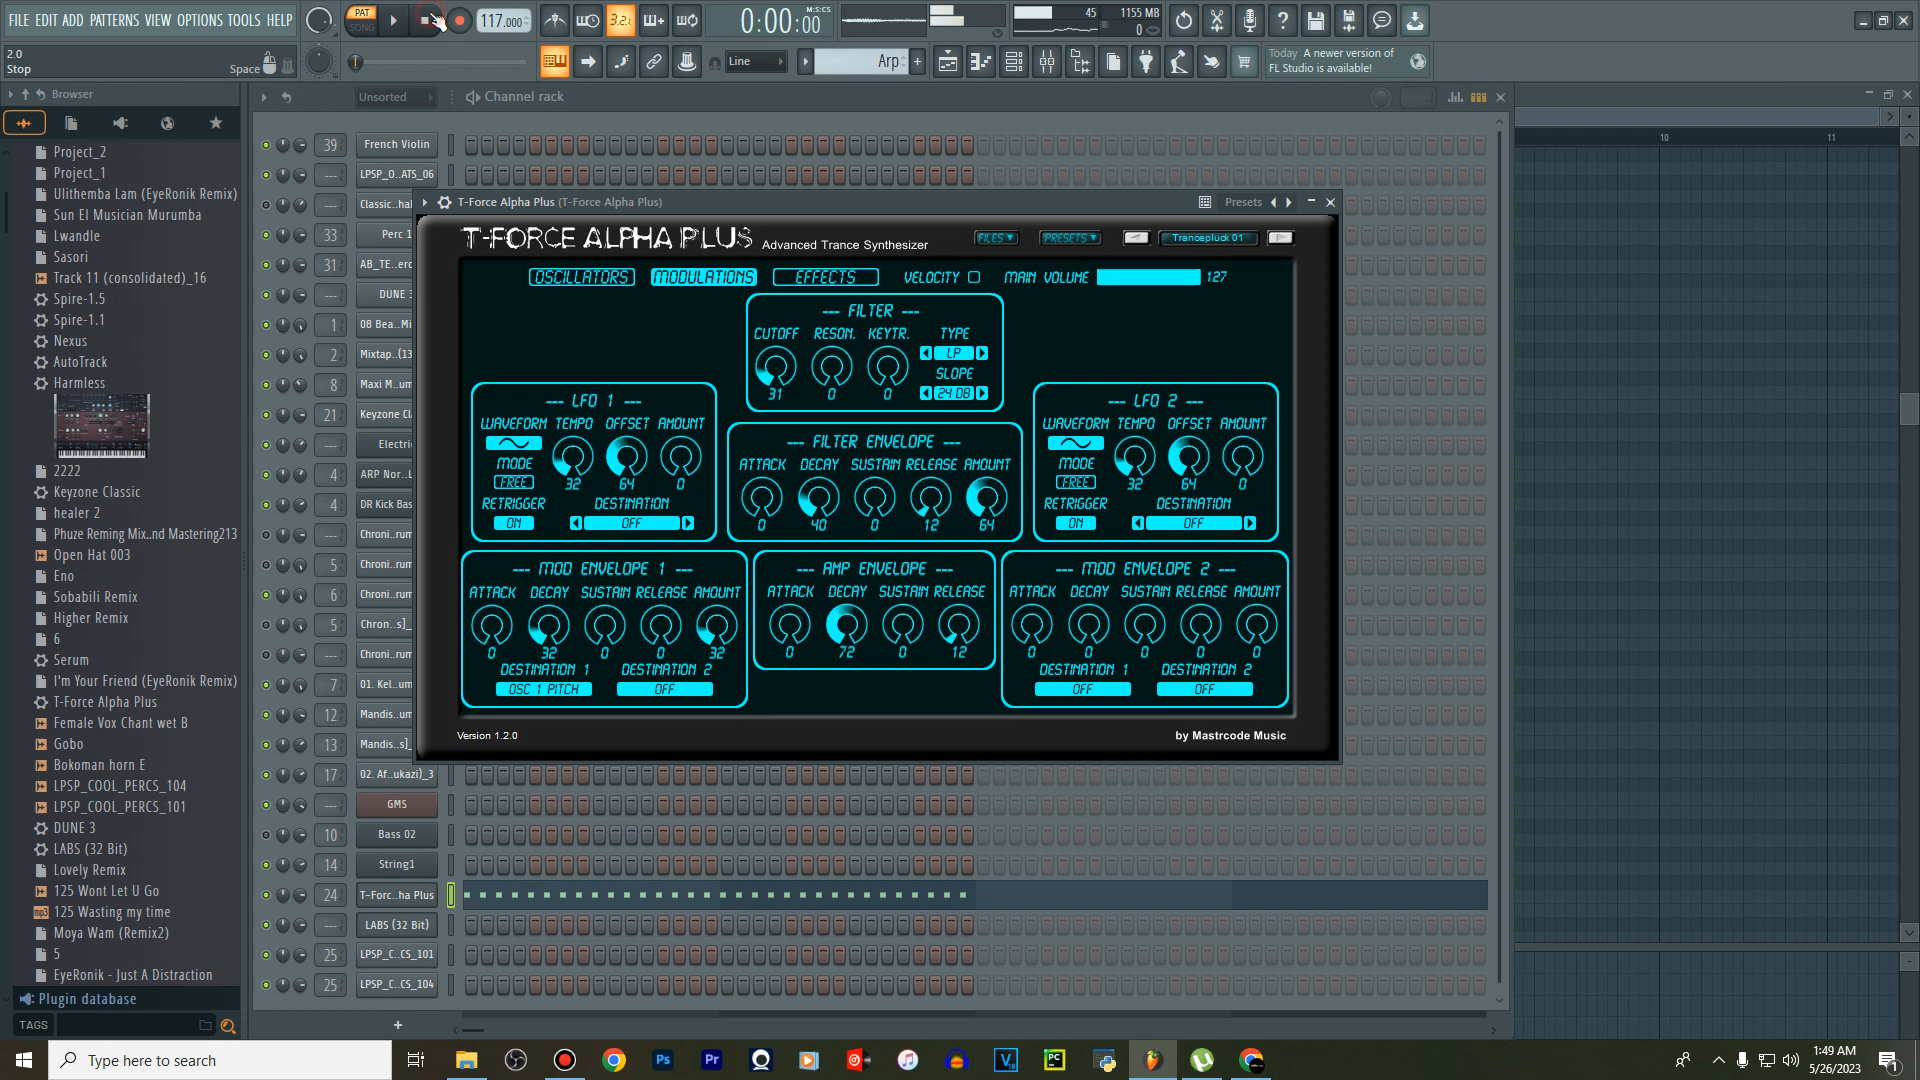 FILE EDIT ADD PATTERNS VIEW OPTIONS TOOLS HELP
PAT
SONG
117.000
3.2.
0:00:00
M:S:CS
45
1155 MB
0
2.0
Stop
Space
Line
Arp
Today A newer version of
FL Studio is available!
Browser
Unsorted
Channel rack
10
11
Project_2
Project_1
Ulithemba Lam (EyeRonik Remix)
Sun El Musician Murumba
Lwandle
Sasori
Track 11 (consolidated)_16
Spire-1.5
Spire-1.1
Nexus
AutoTrack
Harmless
2222
Keyzone Classic
healer 2
Phuze Reming Mix..nd Mastering213
Open Hat 003
Eno
Sobabili Remix
Higher Remix
6
Serum
I'm Your Friend (EyeRonik Remix)
T-Force Alpha Plus
Female Vox Chant wet B
Gobo
Bokoman horn E
LPSP_COOL_PERCS_104
LPSP_COOL_PERCS_101
DUNE 3
LABS (32 Bit)
Lovely Remix
125 Wont Let U Go
mp3 125 Wasting my time
Moya Wam (Remix2)
5
EyeRonik - Just A Distraction
Plugin database
TAGS
39 French Violin
--- LPSP_O..ATS_06
--- Classic..hal
33 Perc 1
31 AB_TE..erc
--- DUNE 3
1 08 Bea..Mi
2 Mixtap..(13
8 Maxi M..um
21 Keyzone Cl
--- Electri
4 ARP Nor..L
4 DR Kick Bas
--- Chroni..rum
5 Chroni..rum
6 Chroni..rum
5 Chron..s]_
--- Chroni..rum
7 01. Kel..um
12 Mandis..um
13 Mandis..s]_
17 02. Af..ukazi)_3
--- GMS
10 Bass 02
14 String1
24 T-Forc..ha Plus
--- LABS (32 Bit)
25 LPSP_C..CS_101
25 LPSP_C..CS_104
+
T-Force Alpha Plus (T-Force Alpha Plus)
Presets
T-FORCE ALPHA PLUS Advanced Trance Synthesizer
FILES
PRESETS
Trancepluck 01
OSCILLATORS MODULATIONS EFFECTS VELOCITY MAIN VOLUME 127
--- FILTER ---
CUTOFF RESON. KEYTR. TYPE
LP
SLOPE
31 0 0 24 DB
--- LFO 1 ---
WAVEFORM TEMPO OFFSET AMOUNT
MODE
FREE 32 64 0
RETRIGGER DESTINATION
ON OFF
--- FILTER ENVELOPE ---
ATTACK DECAY SUSTAIN RELEASE AMOUNT
0 40 0 12 64
--- LFO 2 ---
WAVEFORM TEMPO OFFSET AMOUNT
MODE
FREE 32 64 0
RETRIGGER DESTINATION
ON OFF
--- MOD ENVELOPE 1 ---
ATTACK DECAY SUSTAIN RELEASE AMOUNT
0 32 0 0 32
DESTINATION 1 DESTINATION 2
OSC 1 PITCH OFF
--- AMP ENVELOPE ---
ATTACK DECAY SUSTAIN RELEASE
0 72 0 12
--- MOD ENVELOPE 2 ---
ATTACK DECAY SUSTAIN RELEASE AMOUNT
0 0 0 0 0
DESTINATION 1 DESTINATION 2
OFF OFF
Version 1.2.0
by Mastrcode Music
Type here to search
Ps
Pr
PC
1:49 AM
5/26/2023
1